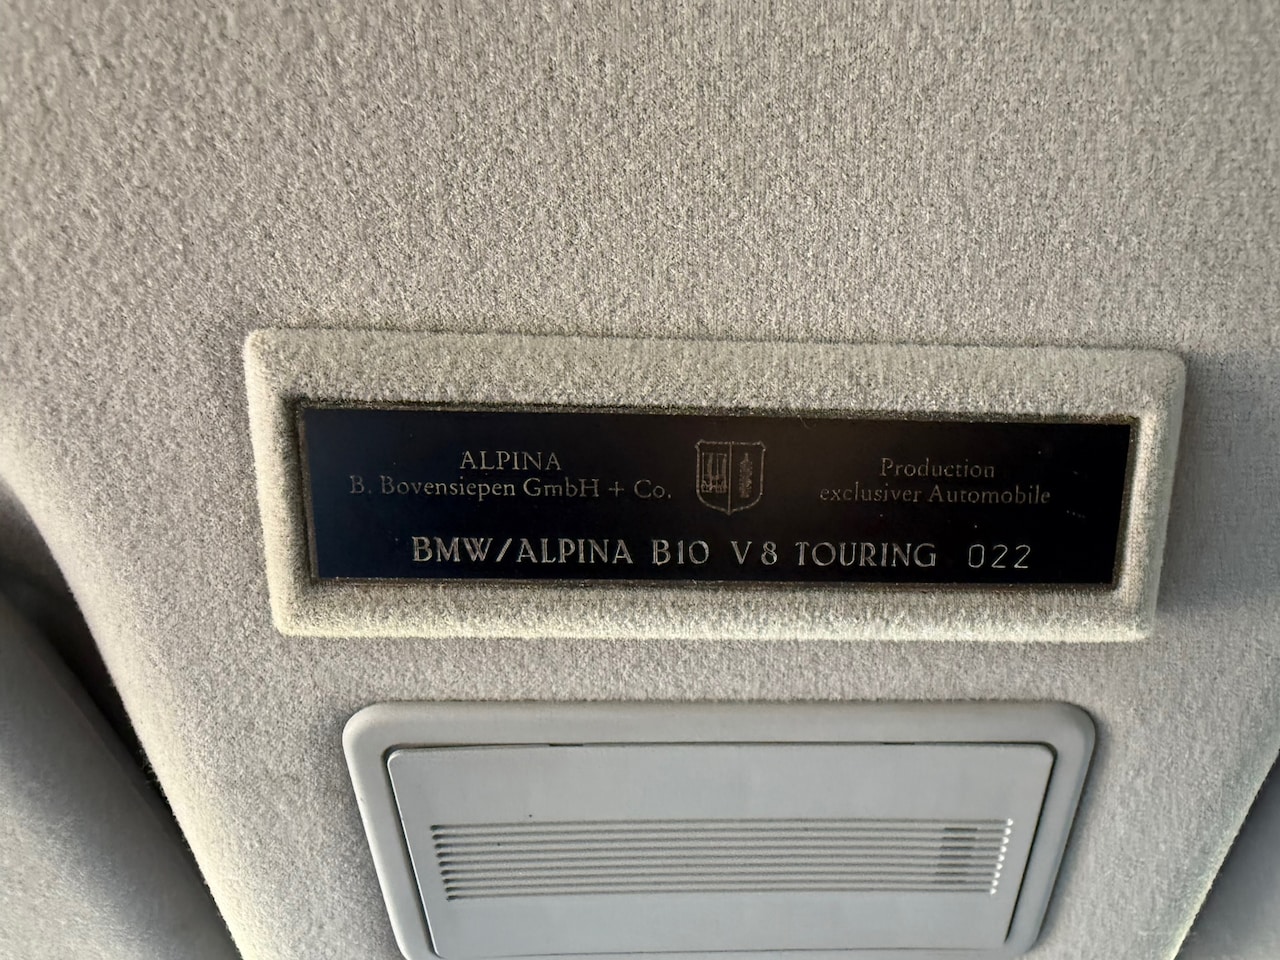 ALPINA
B. Bovensiepen GmbH + Co.
Production
exclusiver Automobile
BMW/ALPINA B10 V8 TOURING 022